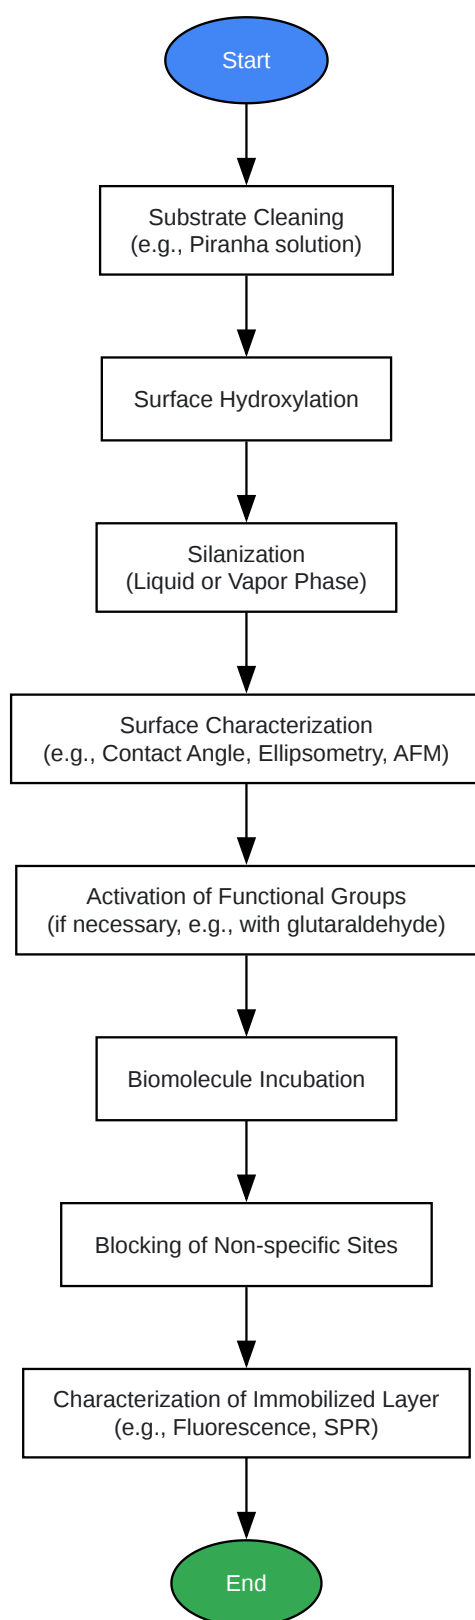 Start
Substrate Cleaning
(e.g., Piranha solution)
Surface Hydroxylation
Silanization
(Liquid or Vapor Phase)
Surface Characterization
(e.g., Contact Angle, Ellipsometry, AFM)
Activation of Functional Groups
(if necessary, e.g., with glutaraldehyde)
Biomolecule Incubation
Blocking of Non-specific Sites
Characterization of Immobilized Layer
(e.g., Fluorescence, SPR)
End